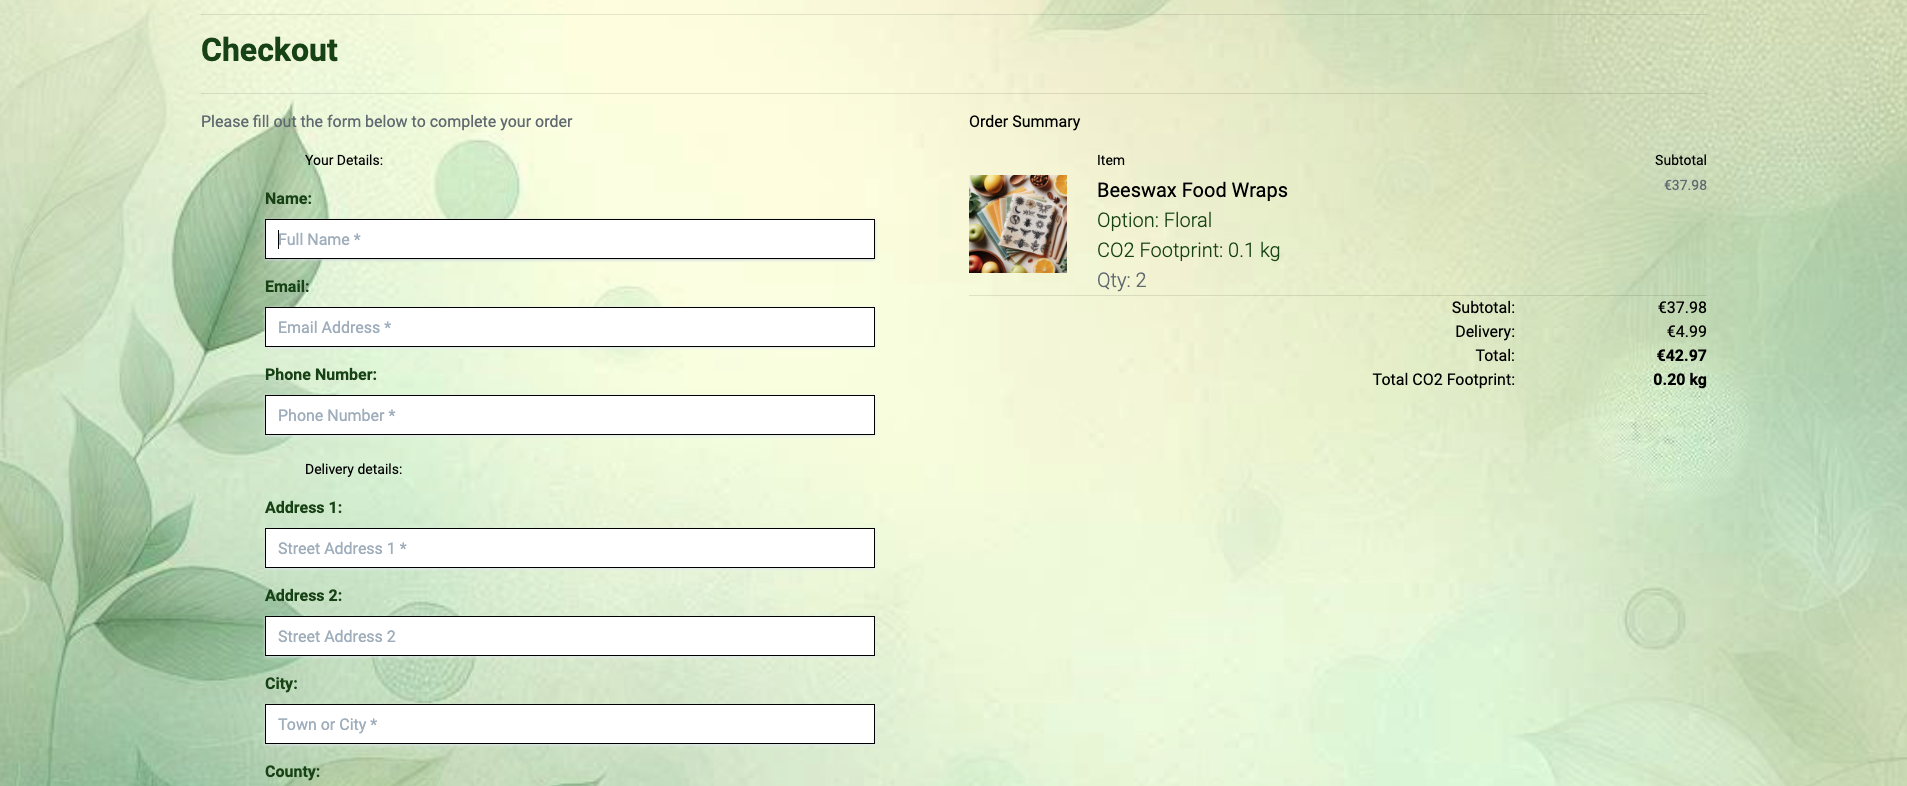 Checkout
Please fill out the form below to complete your order
Your Details:
Name:
Full Name *
Email:
Email Address *
Phone Number:
Phone Number *
Delivery details:
Address 1:
Street Address 1 *
Address 2:
Street Address 2
City:
Town or City *
County:
Order Summary
Item Subtotal
Beeswax Food Wraps €37.98
Option: Floral
CO2 Footprint: 0.1 kg
Qty: 2
Subtotal: €37.98
Delivery: €4.99
Total: €42.97
Total CO2 Footprint: 0.20 kg